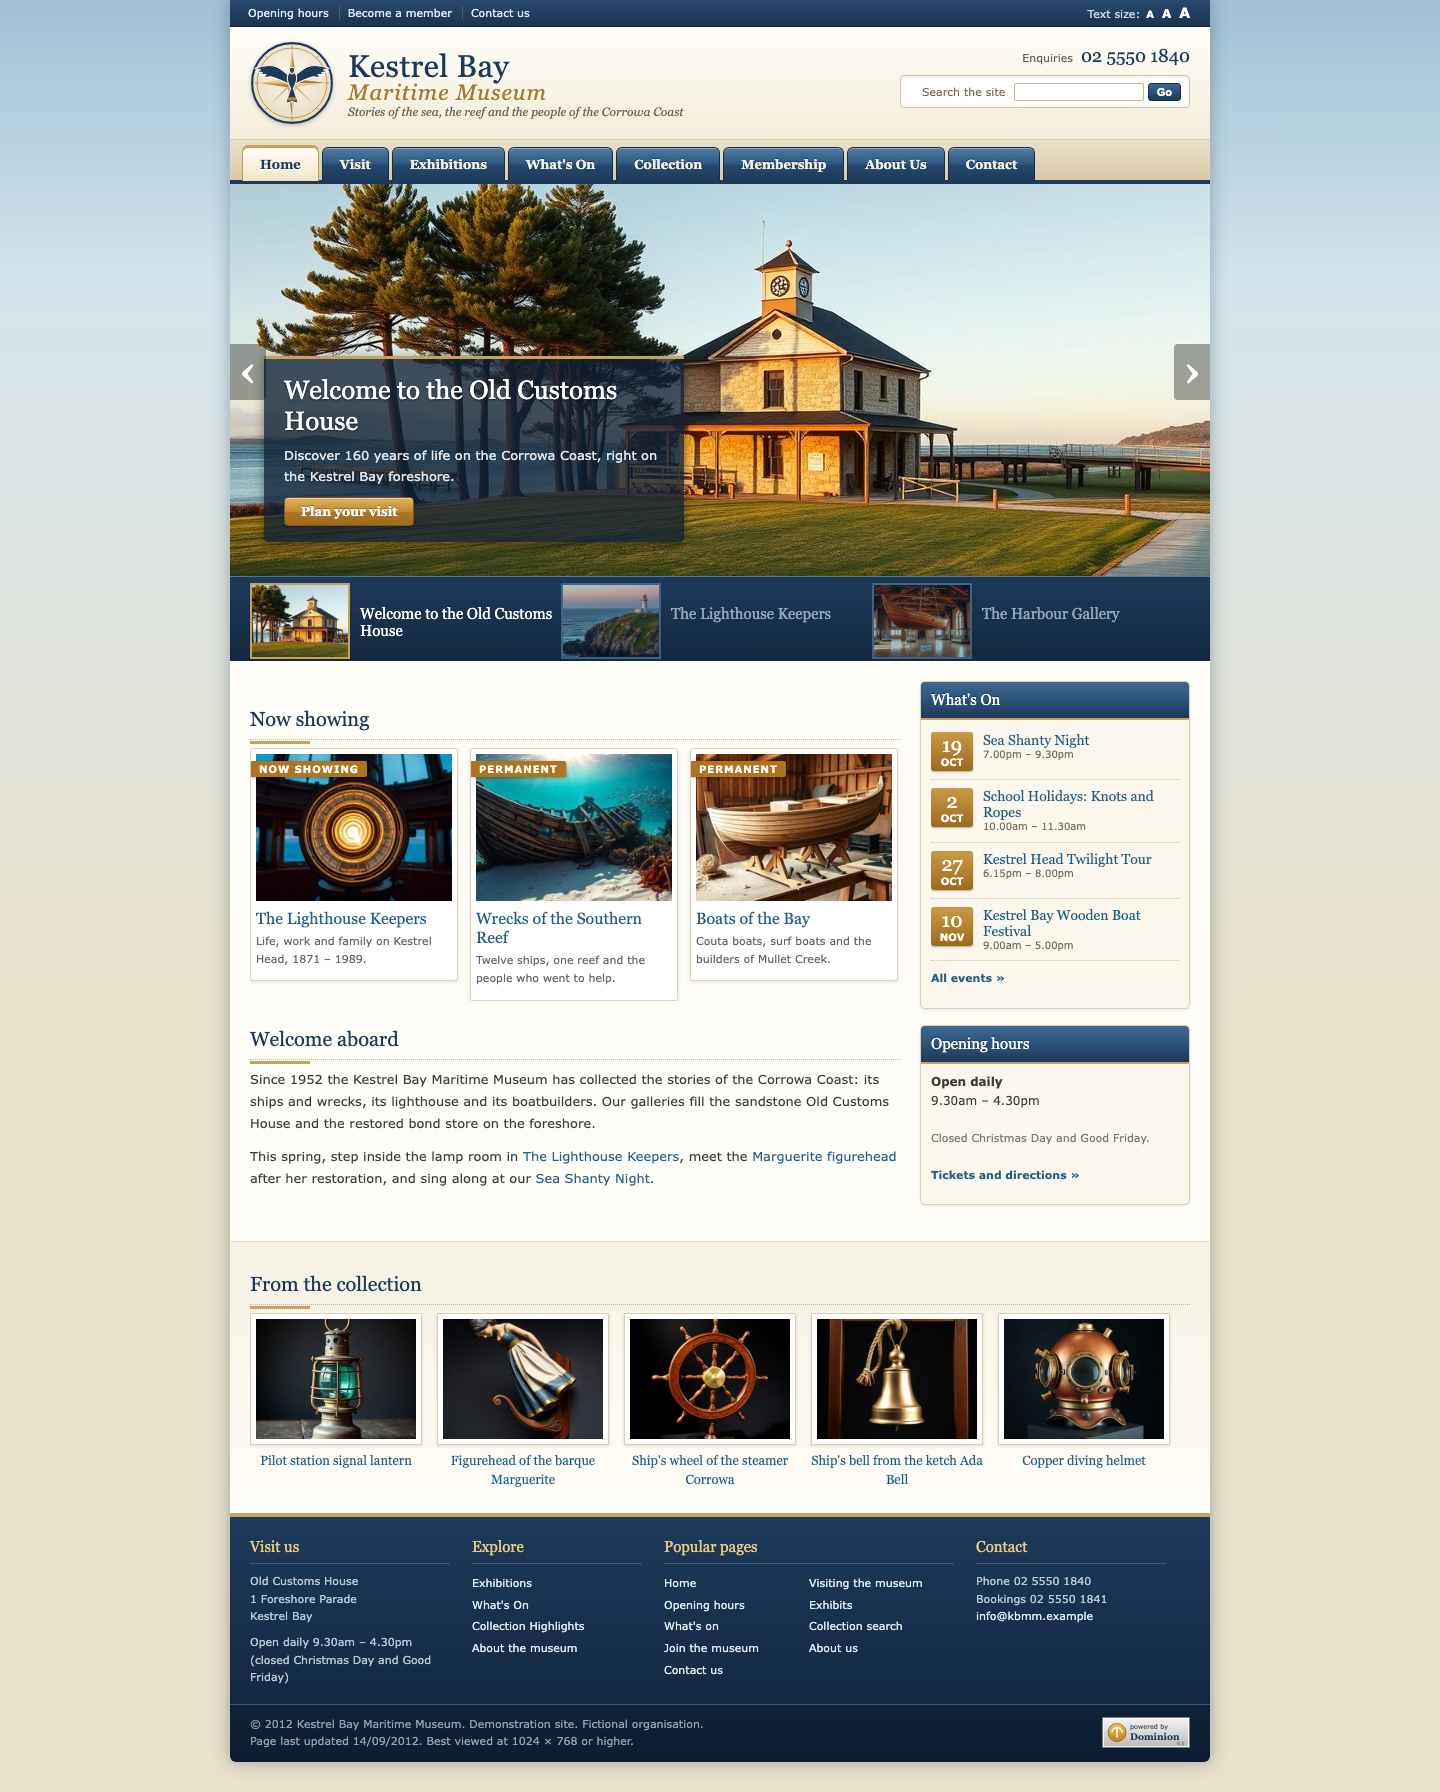 Opening hours
Become a member
Contact us
Text size: A A A
Kestrel Bay
Maritime Museum
Stories of the sea, the reef and the people of the Corrowa Coast
Enquiries 02 5550 1840
Search the site
Go
Home
Visit
Exhibitions
What's On
Collection
Membership
About Us
Contact
Welcome to the Old Customs
House
Discover 160 years of life on the Corrowa Coast, right on
the Kestrel Bay foreshore.
Plan your visit
Welcome to the Old Customs
House
The Lighthouse Keepers
The Harbour Gallery
Now showing
NOW SHOWING
The Lighthouse Keepers
Life, work and family on Kestrel
Head, 1871 – 1989.
PERMANENT
Wrecks of the Southern
Reef
Twelve ships, one reef and the
people who went to help.
PERMANENT
Boats of the Bay
Couta boats, surf boats and the
builders of Mullet Creek.
Welcome aboard
Since 1952 the Kestrel Bay Maritime Museum has collected the stories of the Corrowa Coast: its
ships and wrecks, its lighthouse and its boatbuilders. Our galleries fill the sandstone Old Customs
House and the restored bond store on the foreshore.
This spring, step inside the lamp room in The Lighthouse Keepers, meet the Marguerite figurehead
after her restoration, and sing along at our Sea Shanty Night.
What's On
19
OCT
Sea Shanty Night
7.00pm – 9.30pm
2
OCT
School Holidays: Knots and
Ropes
10.00am – 11.30am
27
OCT
Kestrel Head Twilight Tour
6.15pm – 8.00pm
10
NOV
Kestrel Bay Wooden Boat
Festival
9.00am – 5.00pm
All events »
Opening hours
Open daily
9.30am – 4.30pm
Closed Christmas Day and Good Friday.
Tickets and directions »
From the collection
Pilot station signal lantern
Figurehead of the barque
Marguerite
Ship's wheel of the steamer
Corrowa
Ship's bell from the ketch Ada
Bell
Copper diving helmet
Visit us
Old Customs House
1 Foreshore Parade
Kestrel Bay
Open daily 9.30am – 4.30pm
(closed Christmas Day and Good
Friday)
Explore
Exhibitions
What's On
Collection Highlights
About the museum
Popular pages
Home
Opening hours
What's on
Join the museum
Contact us
Visiting the museum
Exhibits
Collection search
About us
Contact
Phone 02 5550 1840
Bookings 02 5550 1841
info@kbmm.example
© 2012 Kestrel Bay Maritime Museum. Demonstration site. Fictional organisation.
Page last updated 14/09/2012. Best viewed at 1024 × 768 or higher.
powered by
Dominion